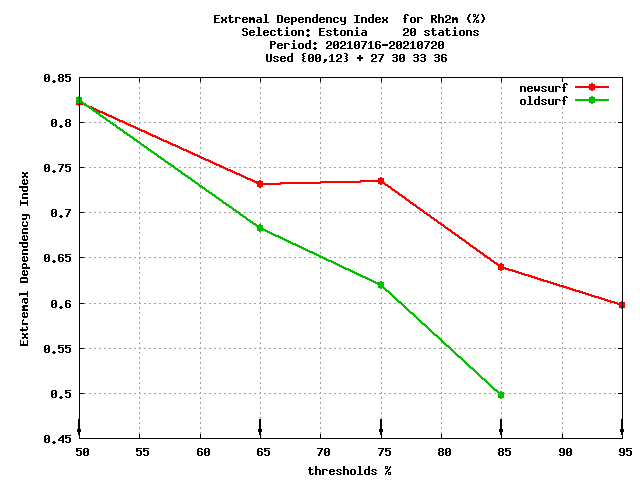 Extremal Dependency Index  for Rh2m (%)
Selection: Estonia     20 stations
Period: 20210716-20210720
Used {00,12} + 27 30 33 36
newsurf
oldsurf
Extremal Dependency Index
0.85
0.8
0.75
0.7
0.65
0.6
0.55
0.5
0.45
50 55 60 65 70 75 80 85 90 95
thresholds %